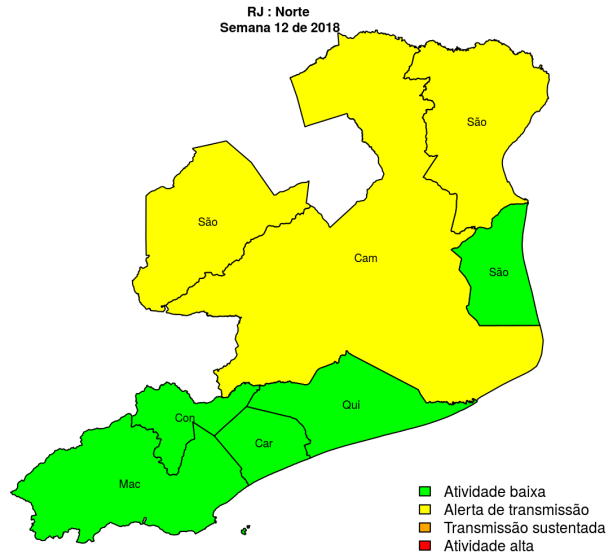 RJ : Norte
Semana 12 de 2018
São
São
Cam
São
Qui
Con
Car
Mac
Atividade baixa
Alerta de transmissão
Transmissão sustentada
Atividade alta